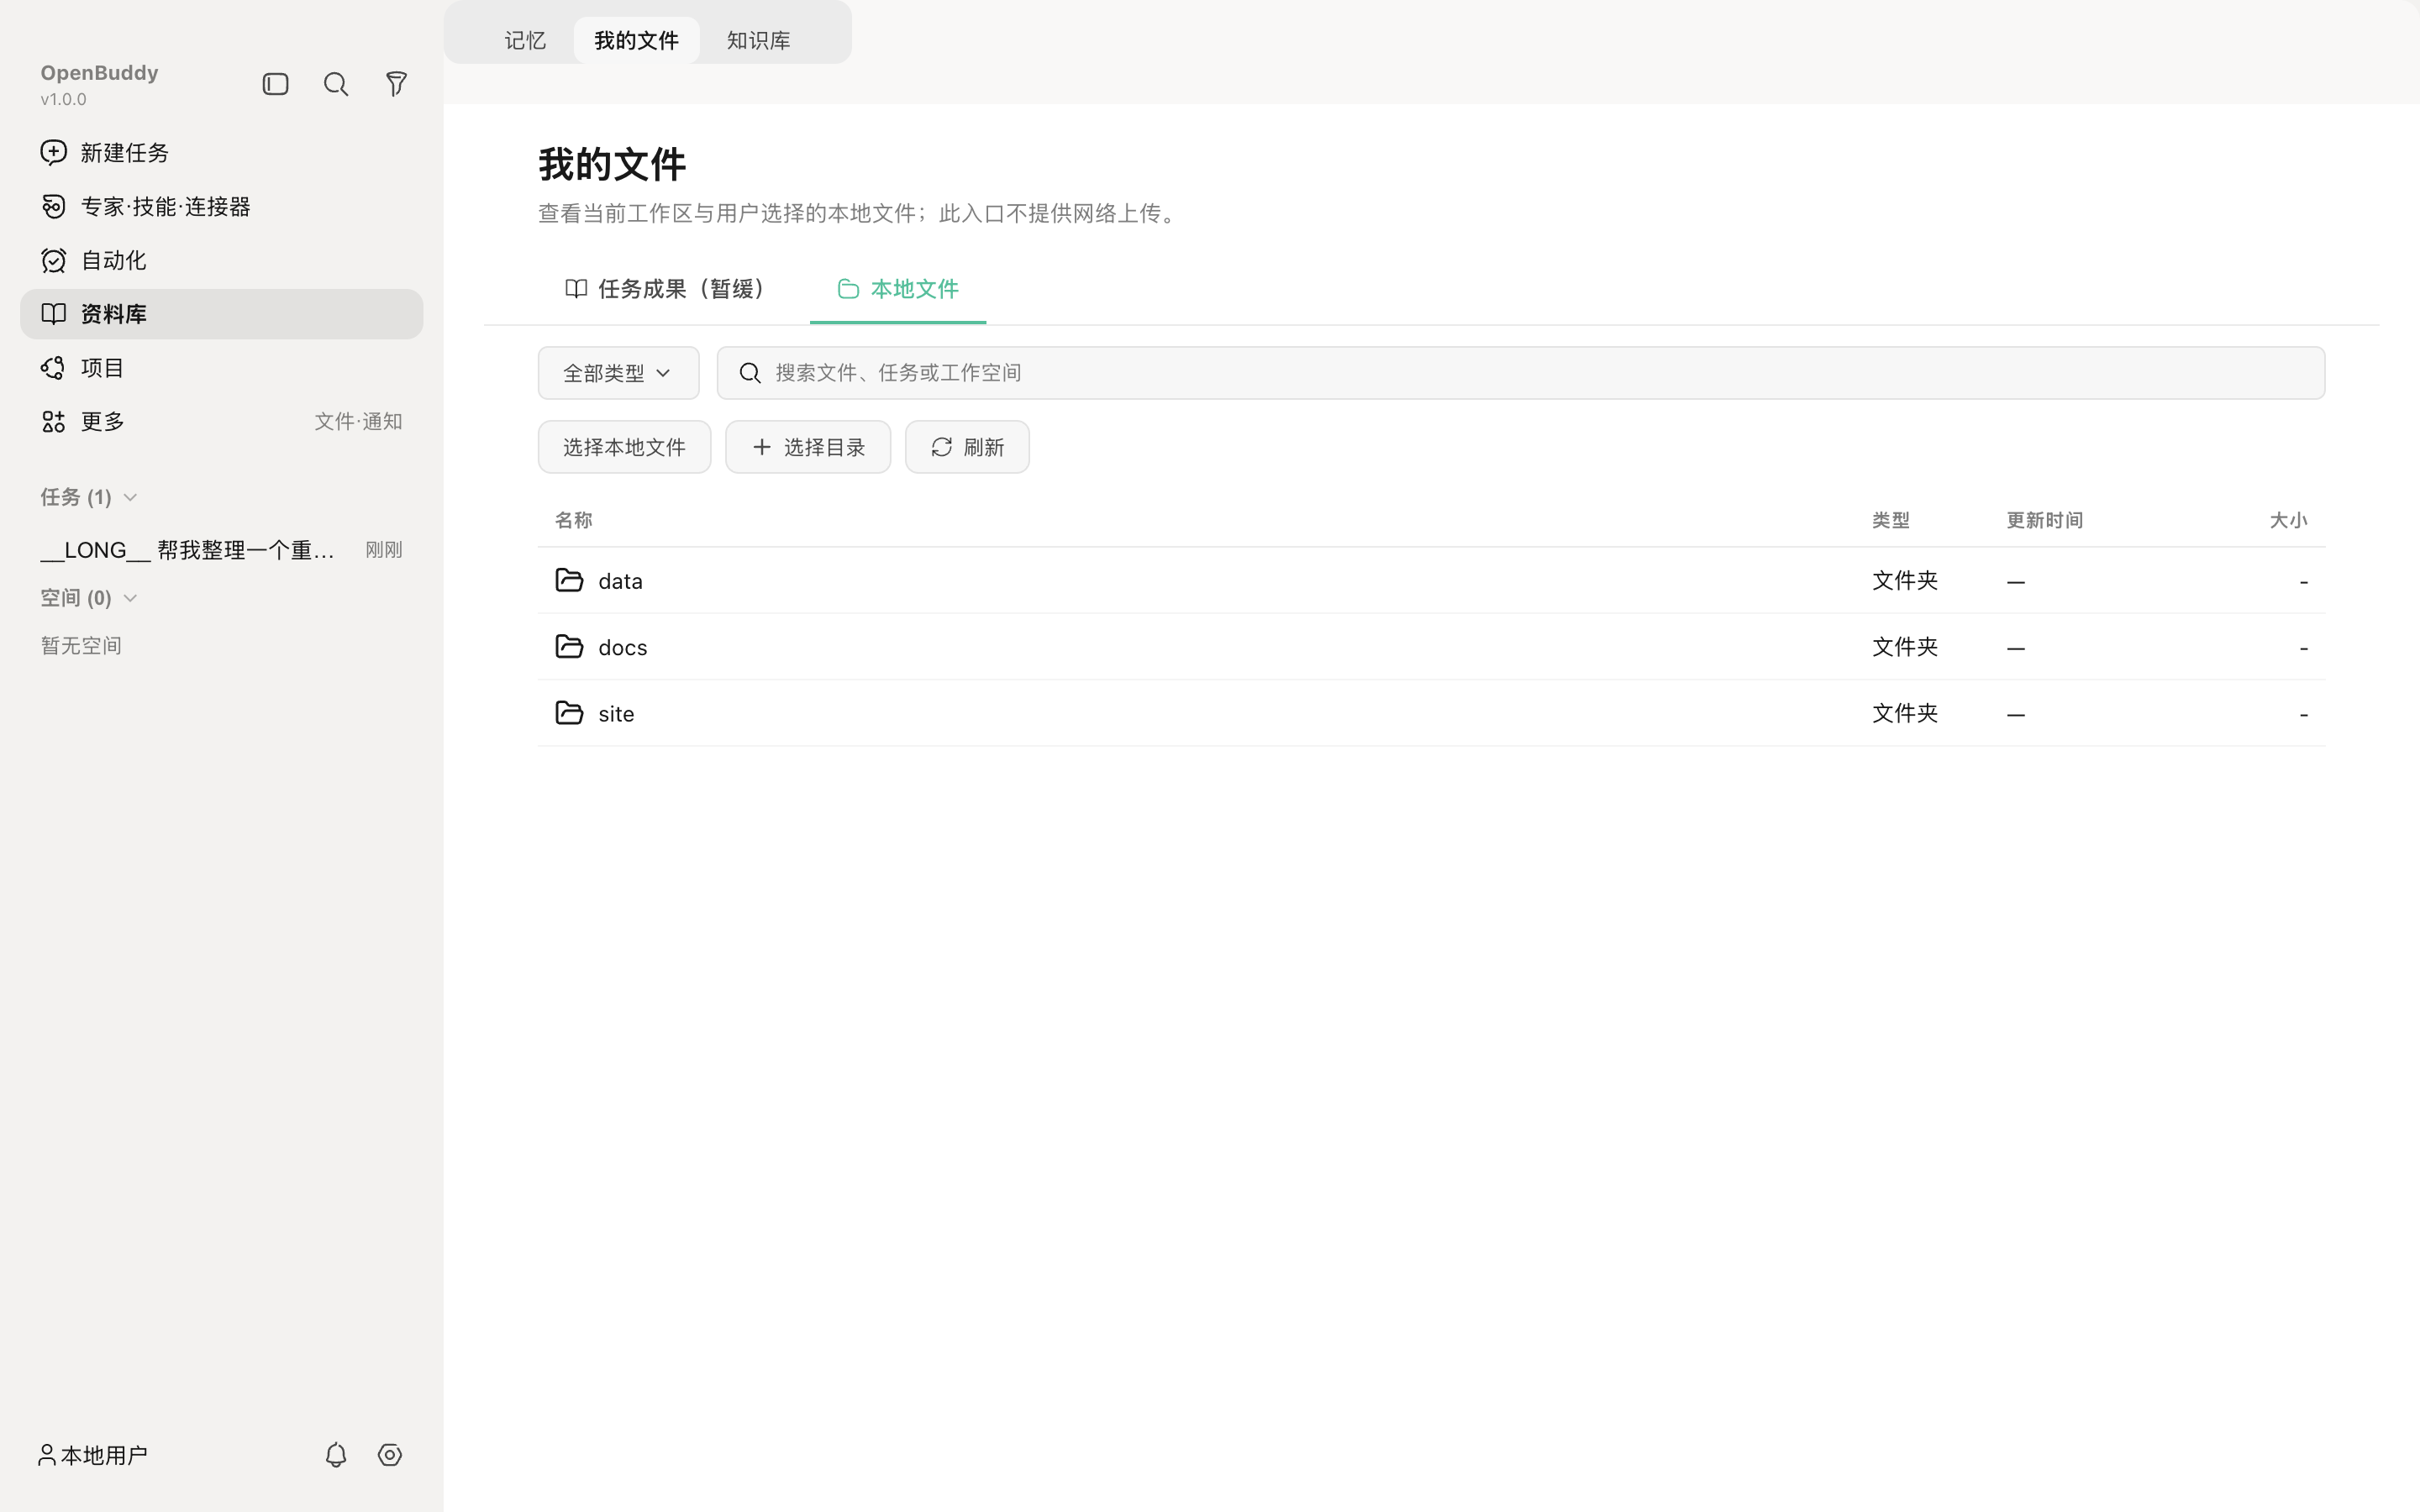 OpenBuddy
v1.0.0
新建任务
专家·技能·连接器
自动化
资料库
项目
更多 文件·通知
任务 (1)
__LONG__ 帮我整理一个重... 刚刚
空间 (0)
暂无空间
本地用户
记忆 我的文件 知识库
我的文件
查看当前工作区与用户选择的本地文件；此入口不提供网络上传。
任务成果（暂缓） 本地文件
全部类型 搜索文件、任务或工作空间
选择本地文件 选择目录 刷新
名称 类型 更新时间 大小
data 文件夹 — -
docs 文件夹 — -
site 文件夹 — -